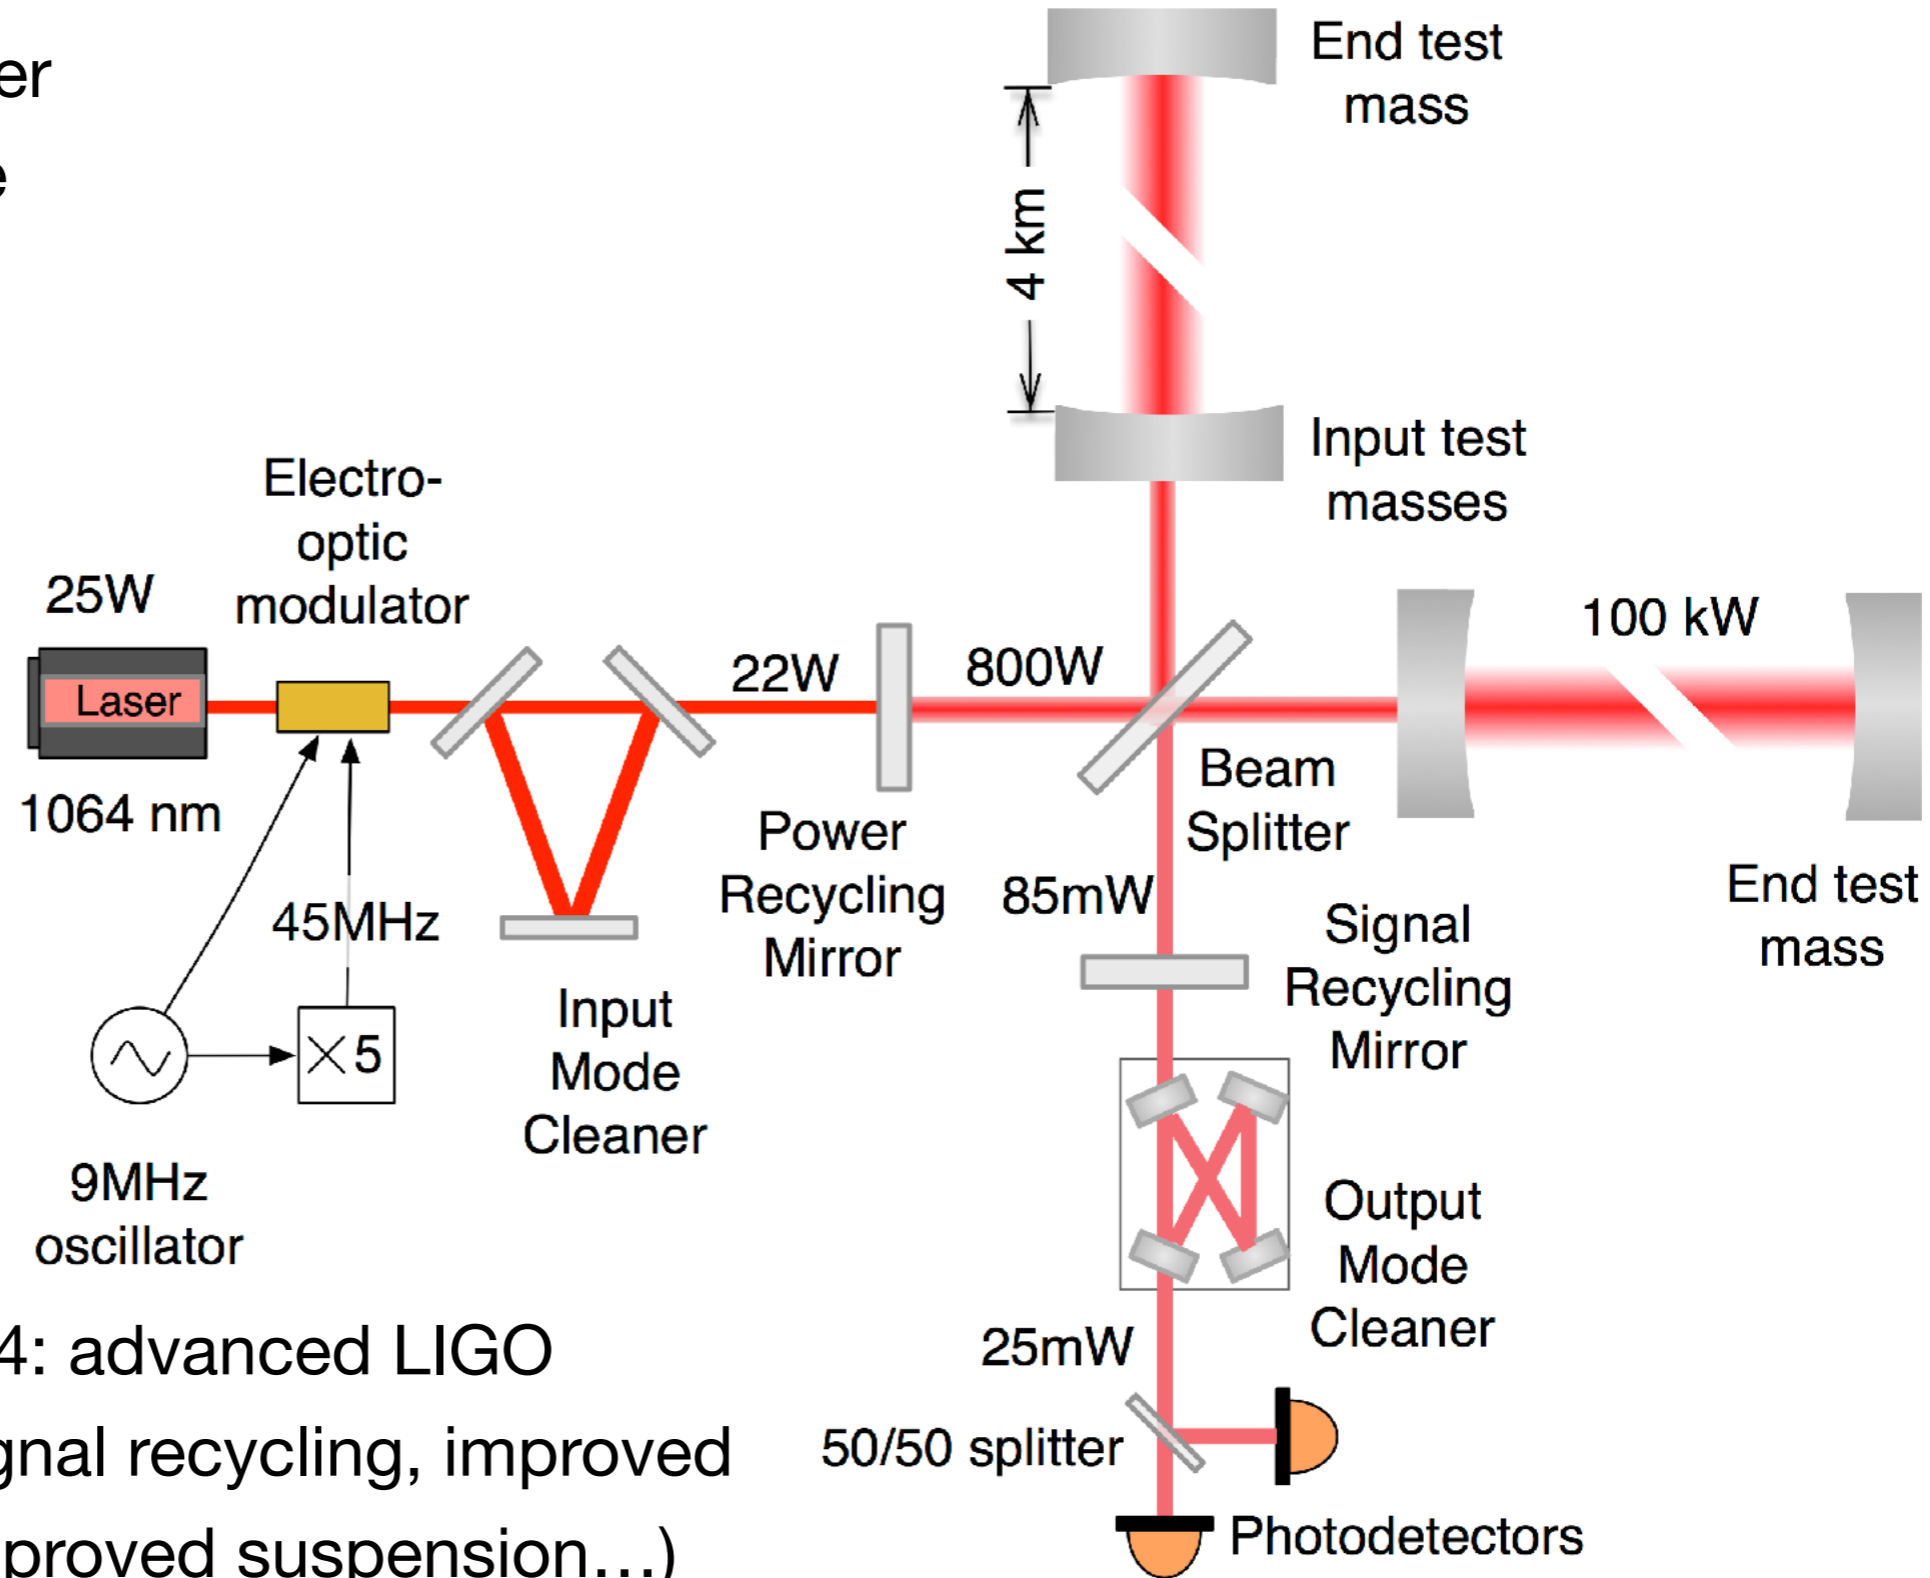 er
e
End test
mass
4 km
Input test
masses
Electro-
optic
modulator
25W
Laser
1064 nm
22W
800W
100 kW
Power
Recycling
Mirror
Beam
Splitter
End test
mass
45MHz
×5
9MHz
oscillator
Input
Mode
Cleaner
85mW
Signal
Recycling
Mirror
Output
Mode
Cleaner
25mW
50/50 splitter
Photodetectors
4: advanced LIGO
gnal recycling, improved
proved suspension...)